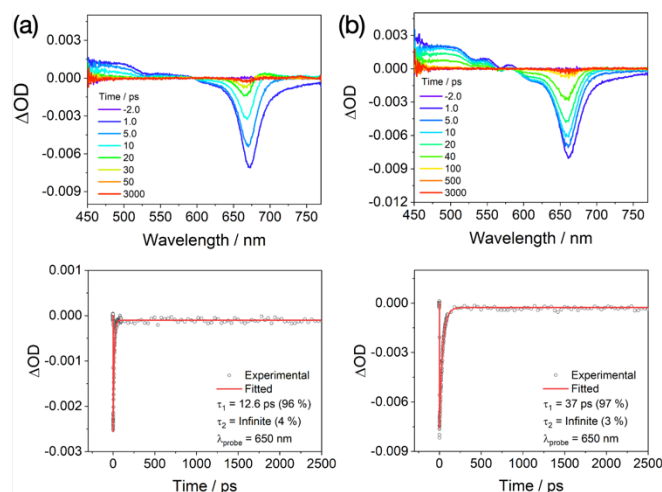 (a)
0.003
0.000
-0.003
-0.006
-0.009
ΔOD
Time / ps
-2.0
1.0
5.0
10
20
30
50
3000
450 500 550 600 650 700 750
Wavelength / nm
(b)
0.003
0.000
-0.003
-0.006
-0.009
-0.012
ΔOD
Time / ps
-2.0
1.0
5.0
10
20
40
100
500
3000
450 500 550 600 650 700 750
Wavelength / nm
0.001
0.000
-0.001
-0.002
-0.003
ΔOD
Experimental
Fitted
τ1 = 12.6 ps (96 %)
τ2 = Infinite (4 %)
λprobe = 650 nm
0 500 1000 1500 2000 2500
Time / ps
0.003
0.000
-0.003
-0.006
-0.009
ΔOD
Experimental
Fitted
τ1 = 37 ps (97 %)
τ2 = Infinite (3 %)
λprobe = 650 nm
0 500 1000 1500 2000 2500
Time / ps